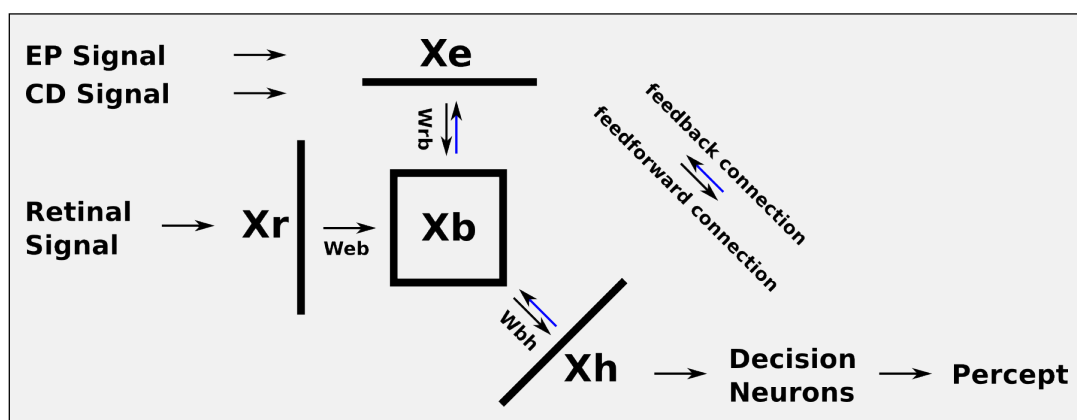 EP Signal
CD Signal
Xe
Wrb
feedback connection
feedforward connection
Retinal
Signal
Xr
Web
Xb
Wbh
Xh
Decision
Neurons
Percept